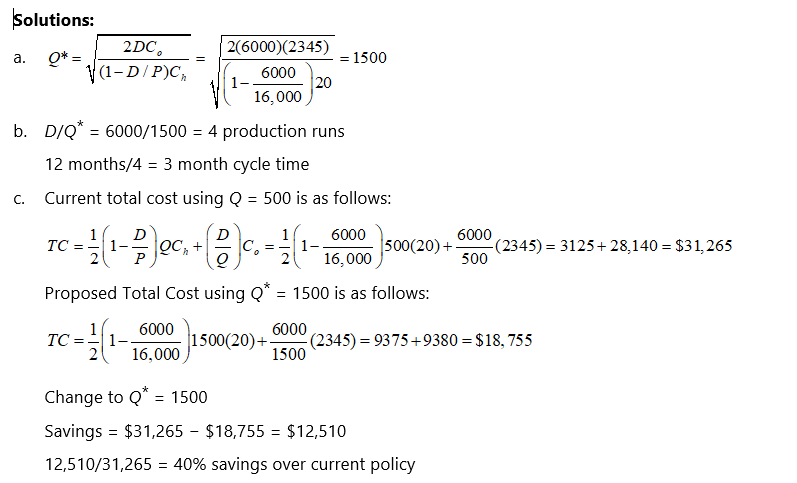 Solutions:
a. Q* = √(2DCₒ / (1 − D / P)Cₕ) = √(2(6000)(2345) / (1 − 6000/16,000)20) = 1500
b. D/Q* = 6000/1500 = 4 production runs
12 months/4 = 3 month cycle time
c. Current total cost using Q = 500 is as follows:
TC = 1/2(1 − D/P)QCₕ + (D/Q)Cₒ = 1/2(1 − 6000/16,000)500(20) + 6000/500(2345) = 3125 + 28,140 = $31,265
Proposed Total Cost using Q* = 1500 is as follows:
TC = 1/2(1 − 6000/16,000)1500(20) + 6000/1500(2345) = 9375 + 9380 = $18,755
Change to Q* = 1500
Savings = $31,265 − $18,755 = $12,510
12,510/31,265 = 40% savings over current policy